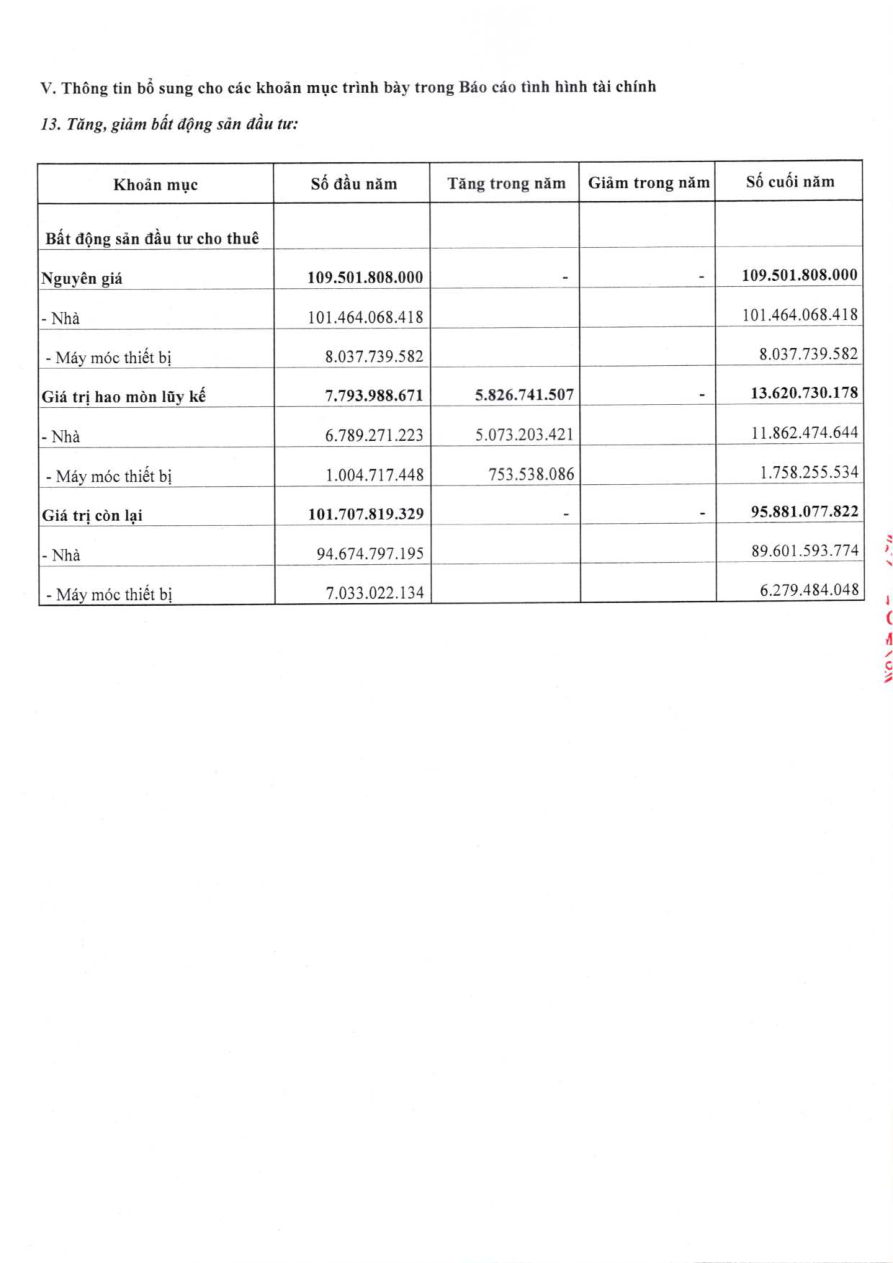 V. Thông tin bổ sung cho các khoản mục trình bày trong Báo cáo tình hình tài chính
13. Tăng, giảm bất động sản đầu tư:
Khoản mục Số đầu năm Tăng trong năm Giảm trong năm Số cuối năm
Bất động sản đầu tư cho thuê
Nguyên giá 109.501.808.000 - - 109.501.808.000
- Nhà 101.464.068.418 101.464.068.418
- Máy móc thiết bị 8.037.739.582 8.037.739.582
Giá trị hao mòn lũy kế 7.793.988.671 5.826.741.507 - 13.620.730.178
- Nhà 6.789.271.223 5.073.203.421 11.862.474.644
- Máy móc thiết bị 1.004.717.448 753.538.086 1.758.255.534
Giá trị còn lại 101.707.819.329 - - 95.881.077.822
- Nhà 94.674.797.195 89.601.593.774
- Máy móc thiết bị 7.033.022.134 6.279.484.048